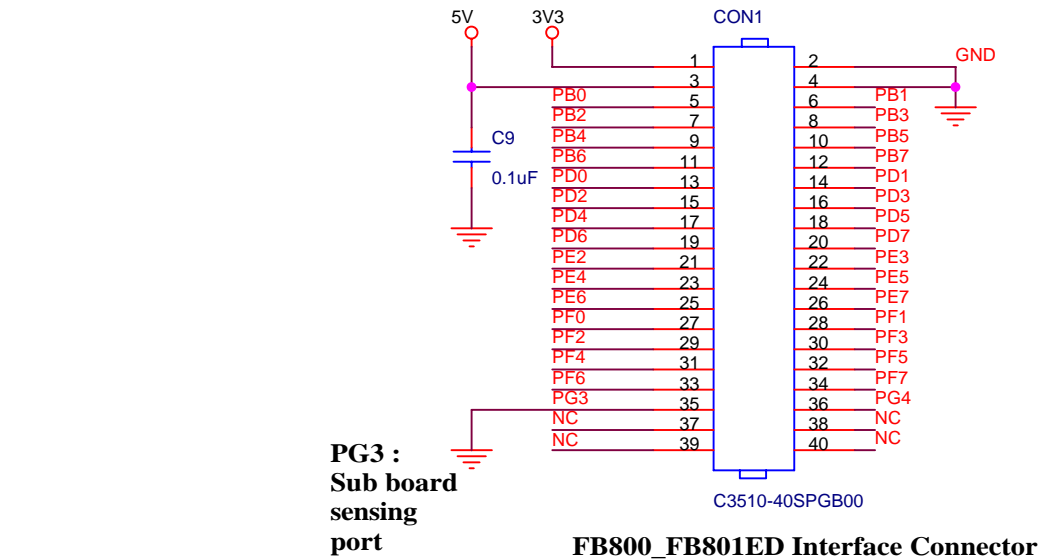 5V 3V3 CON1
1 2 GND
3 4
PB0 5 6 PB1
PB2 7 8 PB3
C9 PB4 9 10 PB5
PB6 11 12 PB7
0.1uF PD0 13 14 PD1
PD2 15 16 PD3
PD4 17 18 PD5
PD6 19 20 PD7
PE2 21 22 PE3
PE4 23 24 PE5
PE6 25 26 PE7
PF0 27 28 PF1
PF2 29 30 PF3
PF4 31 32 PF5
PF6 33 34 PF7
PG3 35 36 PG4
NC 37 38 NC
NC 39 40 NC
PG3 :
Sub board
sensing
port
C3510-40SPGB00
FB800_FB801ED Interface Connector